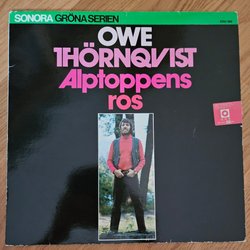 SONORA GRÖNA SERIEN
OWE
THÖRNQVIST
Alptoppens
ros